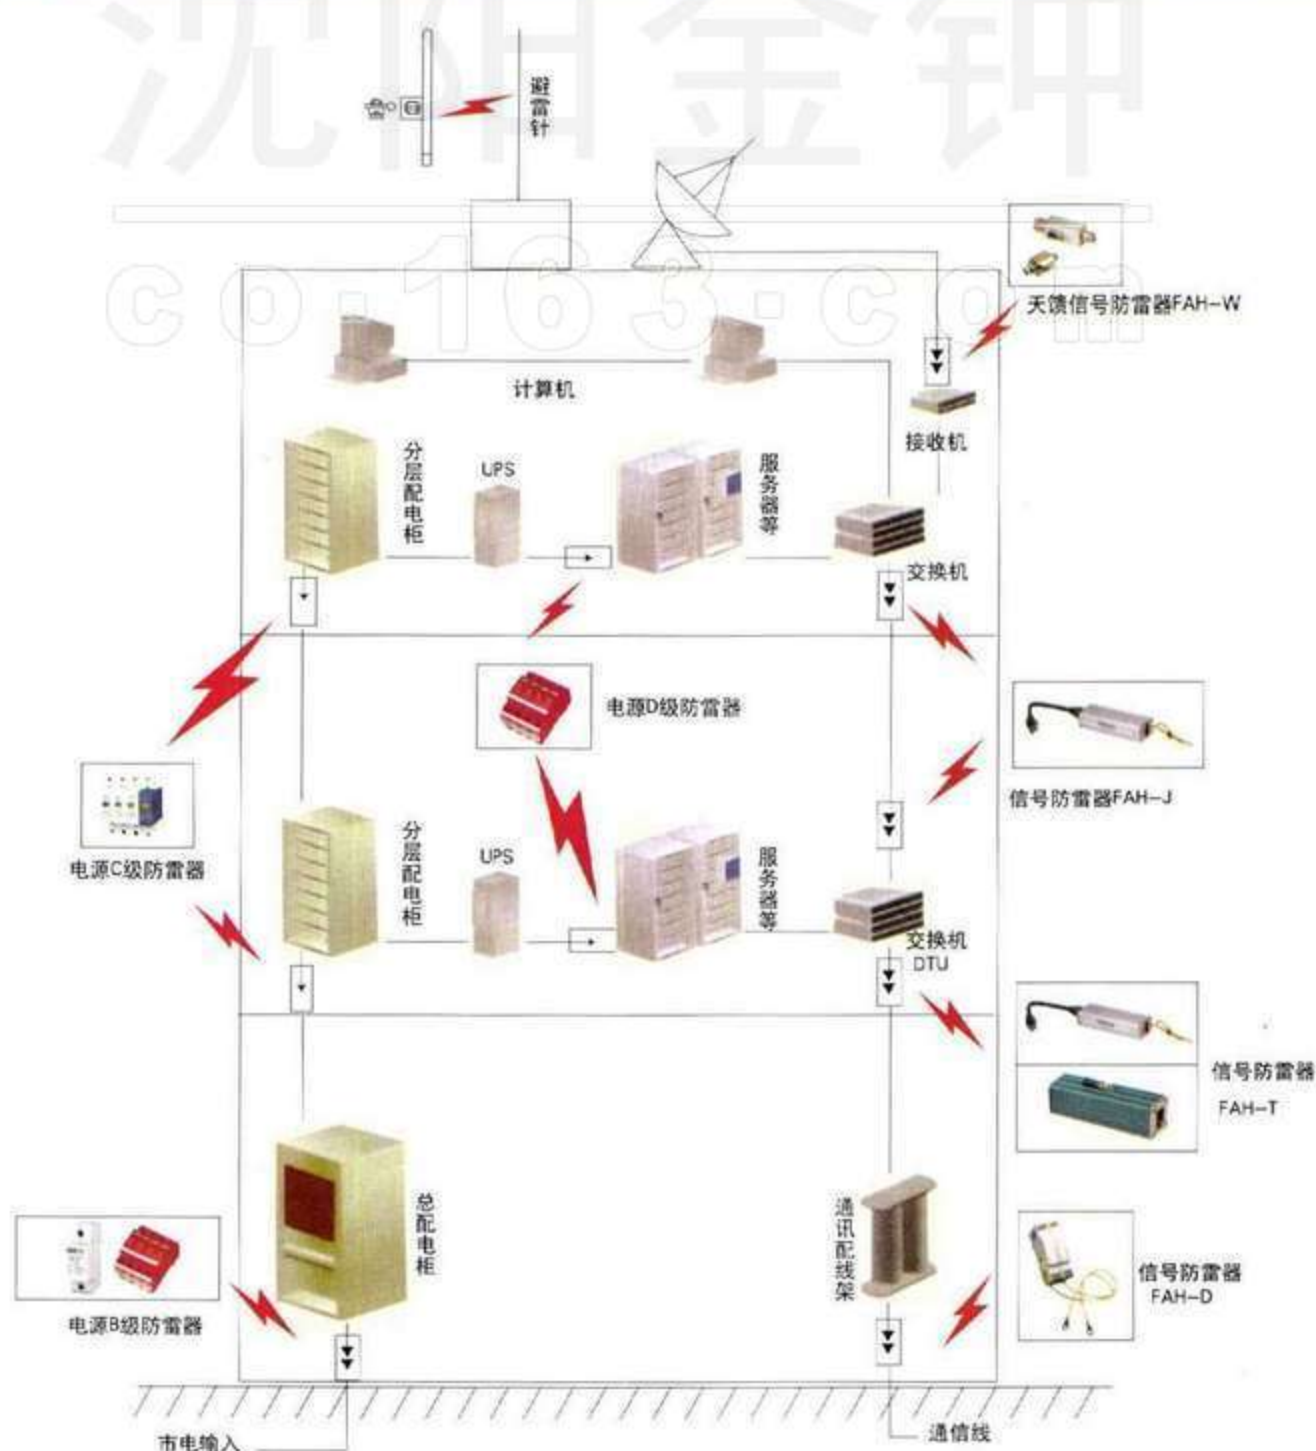 沈阳金钟
避雷针
co·163·com
天馈信号防雷器FAH-W
计算机
接收机
分层配电柜
UPS
服务器等
交换机
电源D级防雷器
信号防雷器FAH-J
电源C级防雷器
分层配电柜
UPS
服务器等
交换机
DTU
信号防雷器
FAH-T
总配电柜
通讯配线架
信号防雷器
FAH-D
电源B级防雷器
市电输入
通信线